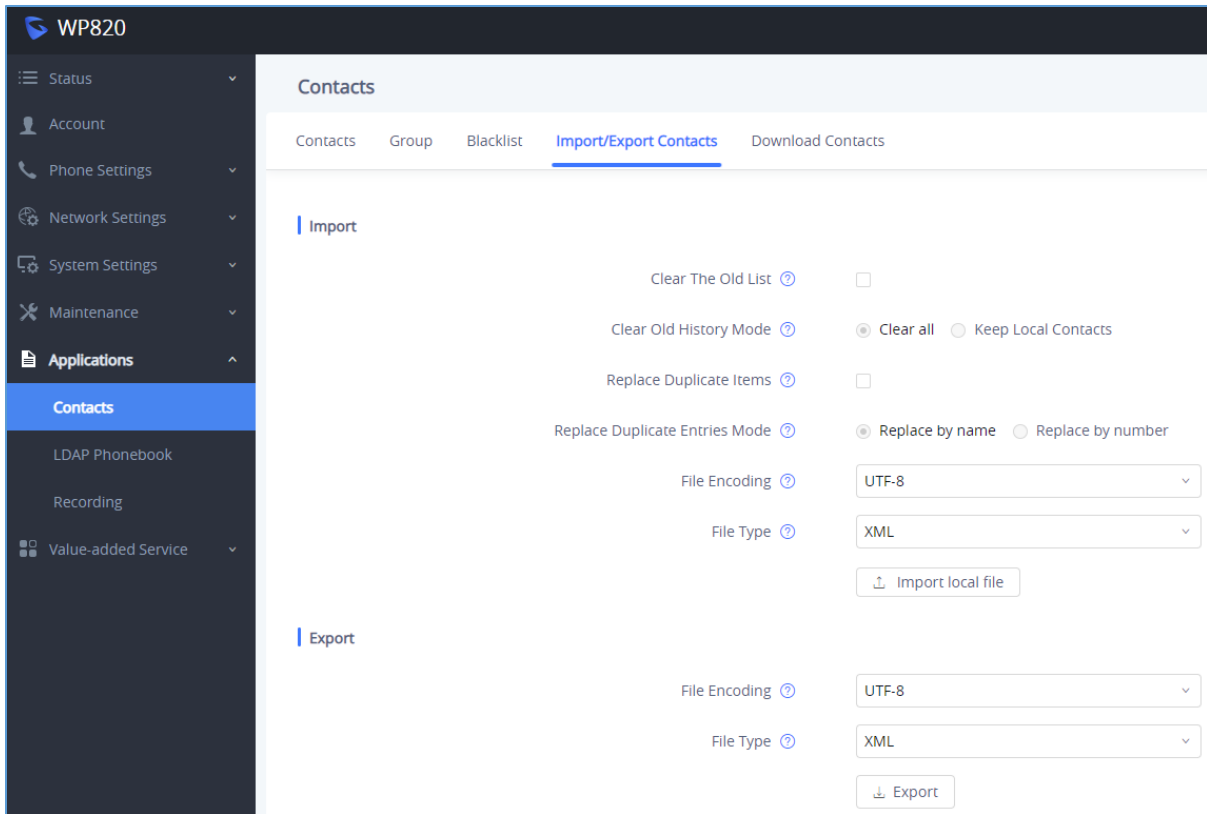 WP820
Status
Account
Phone Settings
Network Settings
System Settings
Maintenance
Applications
Contacts
LDAP Phonebook
Recording
Value-added Service
Contacts
Contacts Group Blacklist Import/Export Contacts Download Contacts
Import
Clear The Old List ?
Clear Old History Mode ? Clear all Keep Local Contacts
Replace Duplicate Items ?
Replace Duplicate Entries Mode ? Replace by name Replace by number
File Encoding ? UTF-8
File Type ? XML
Import local file
Export
File Encoding ? UTF-8
File Type ? XML
Export